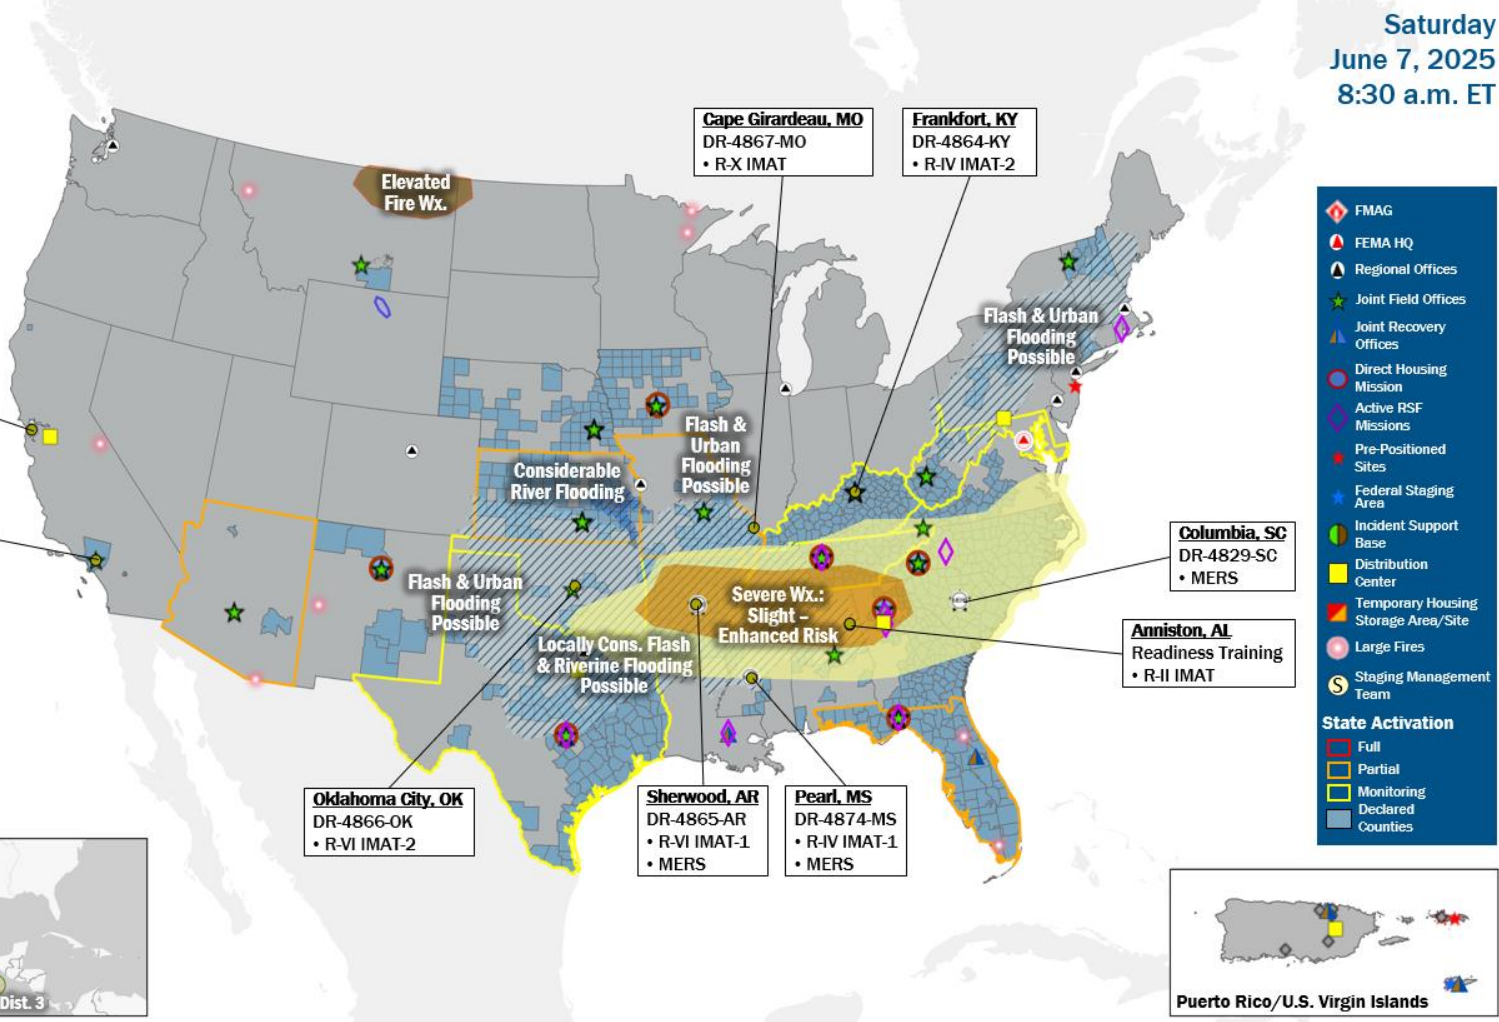 Saturday
June 7, 2025
8:30 a.m. ET
Cape Girardeau, MO
DR-4867-MO
• R-X IMAT
Frankfort, KY
DR-4864-KY
• R-IV IMAT-2
Elevated
Fire Wx.
Flash & Urban
Flooding
Possible
Flash &
Urban
Flooding
Possible
Considerable
River Flooding
Flash & Urban
Flooding
Possible
Severe Wx.:
Slight –
Enhanced Risk
Locally Cons. Flash
& Riverine Flooding
Possible
Columbia, SC
DR-4829-SC
• MERS
Anniston, AL
Readiness Training
• R-II IMAT
Oklahoma City, OK
DR-4866-OK
• R-VI IMAT-2
Sherwood, AR
DR-4865-AR
• R-VI IMAT-1
• MERS
Pearl, MS
DR-4874-MS
• R-IV IMAT-1
• MERS
FMAG
FEMA HQ
Regional Offices
Joint Field Offices
Joint Recovery
Offices
Direct Housing
Mission
Active RSF
Missions
Pre-Positioned
Sites
Federal Staging
Area
Incident Support
Base
Distribution
Center
Temporary Housing
Storage Area/Site
Large Fires
S
Staging Management
Team
State Activation
Full
Partial
Monitoring
Declared
Counties
Dist. 3
Puerto Rico/U.S. Virgin Islands